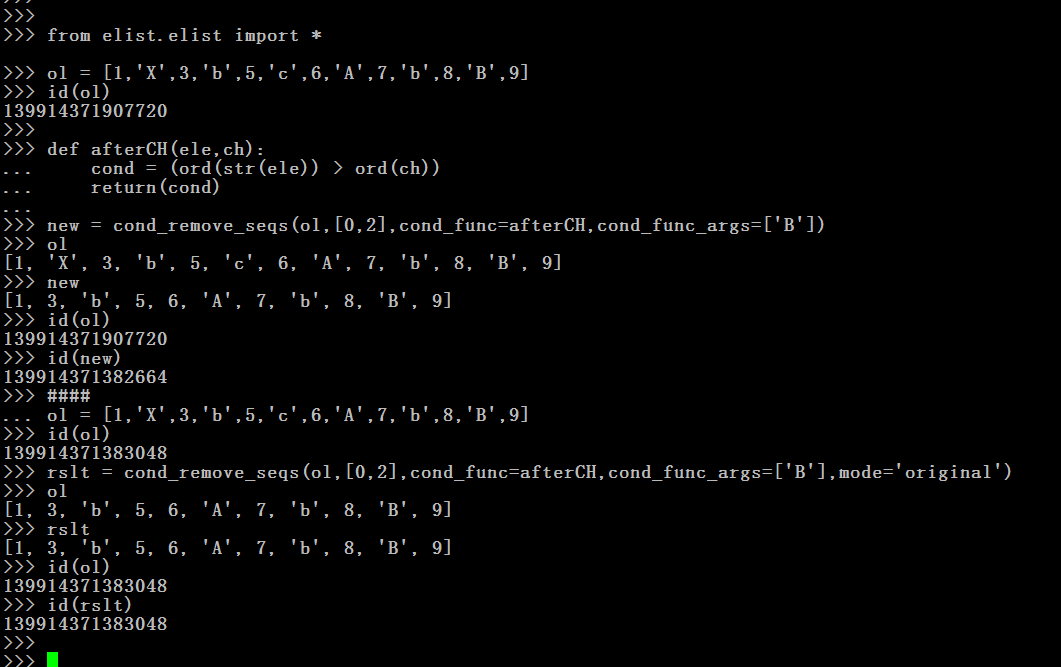 >>>
>>>
>>> from elist.elist import *
>>> ol = [1,'X',3,'b',5,'c',6,'A',7,'b',8,'B',9]
>>> id(ol)
139914371907720
>>>
>>> def afterCH(ele,ch):
...     cond = (ord(str(ele)) > ord(ch))
...     return(cond)
...
>>> new = cond_remove_seqs(ol,[0,2],cond_func=afterCH,cond_func_args=['B'])
>>> ol
[1, 'X', 3, 'b', 5, 'c', 6, 'A', 7, 'b', 8, 'B', 9]
>>> new
[1, 3, 'b', 5, 6, 'A', 7, 'b', 8, 'B', 9]
>>> id(ol)
139914371907720
>>> id(new)
139914371382664
>>> ####
... ol = [1,'X',3,'b',5,'c',6,'A',7,'b',8,'B',9]
>>> id(ol)
139914371383048
>>> rslt = cond_remove_seqs(ol,[0,2],cond_func=afterCH,cond_func_args=['B'],mode='original')
>>> ol
[1, 3, 'b', 5, 6, 'A', 7, 'b', 8, 'B', 9]
>>> rslt
[1, 3, 'b', 5, 6, 'A', 7, 'b', 8, 'B', 9]
>>> id(ol)
139914371383048
>>> id(rslt)
139914371383048
>>>
>>>